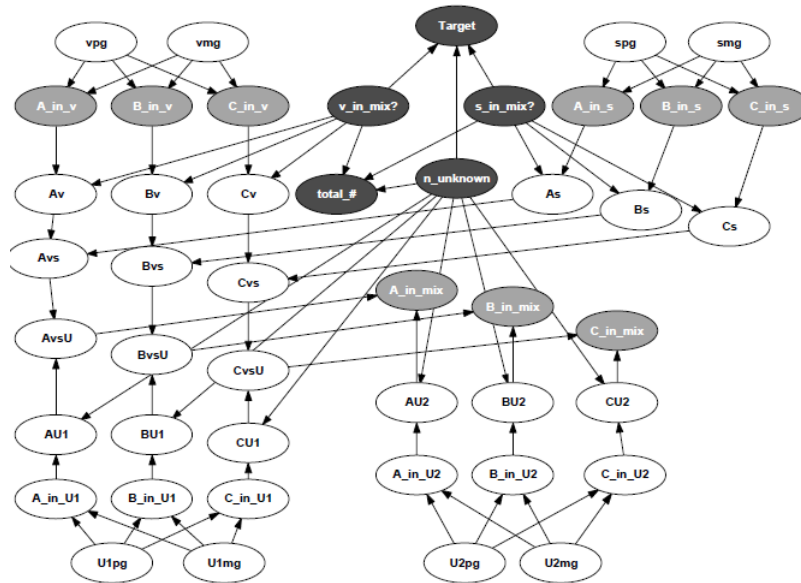 Target
vpg vmg spg smg
A_in_v B_in_v C_in_v v_in_mix? s_in_mix? A_in_s B_in_s C_in_s
Av Bv Cv total_# n_unknown As Bs Cs
Avs Bvs Cvs
A_in_mix B_in_mix C_in_mix
AvsU BvsU CvsU
AU2 BU2 CU2
AU1 BU1 CU1
A_in_U2 B_in_U2 C_in_U2
A_in_U1 B_in_U1 C_in_U1
U1pg U1mg U2pg U2mg